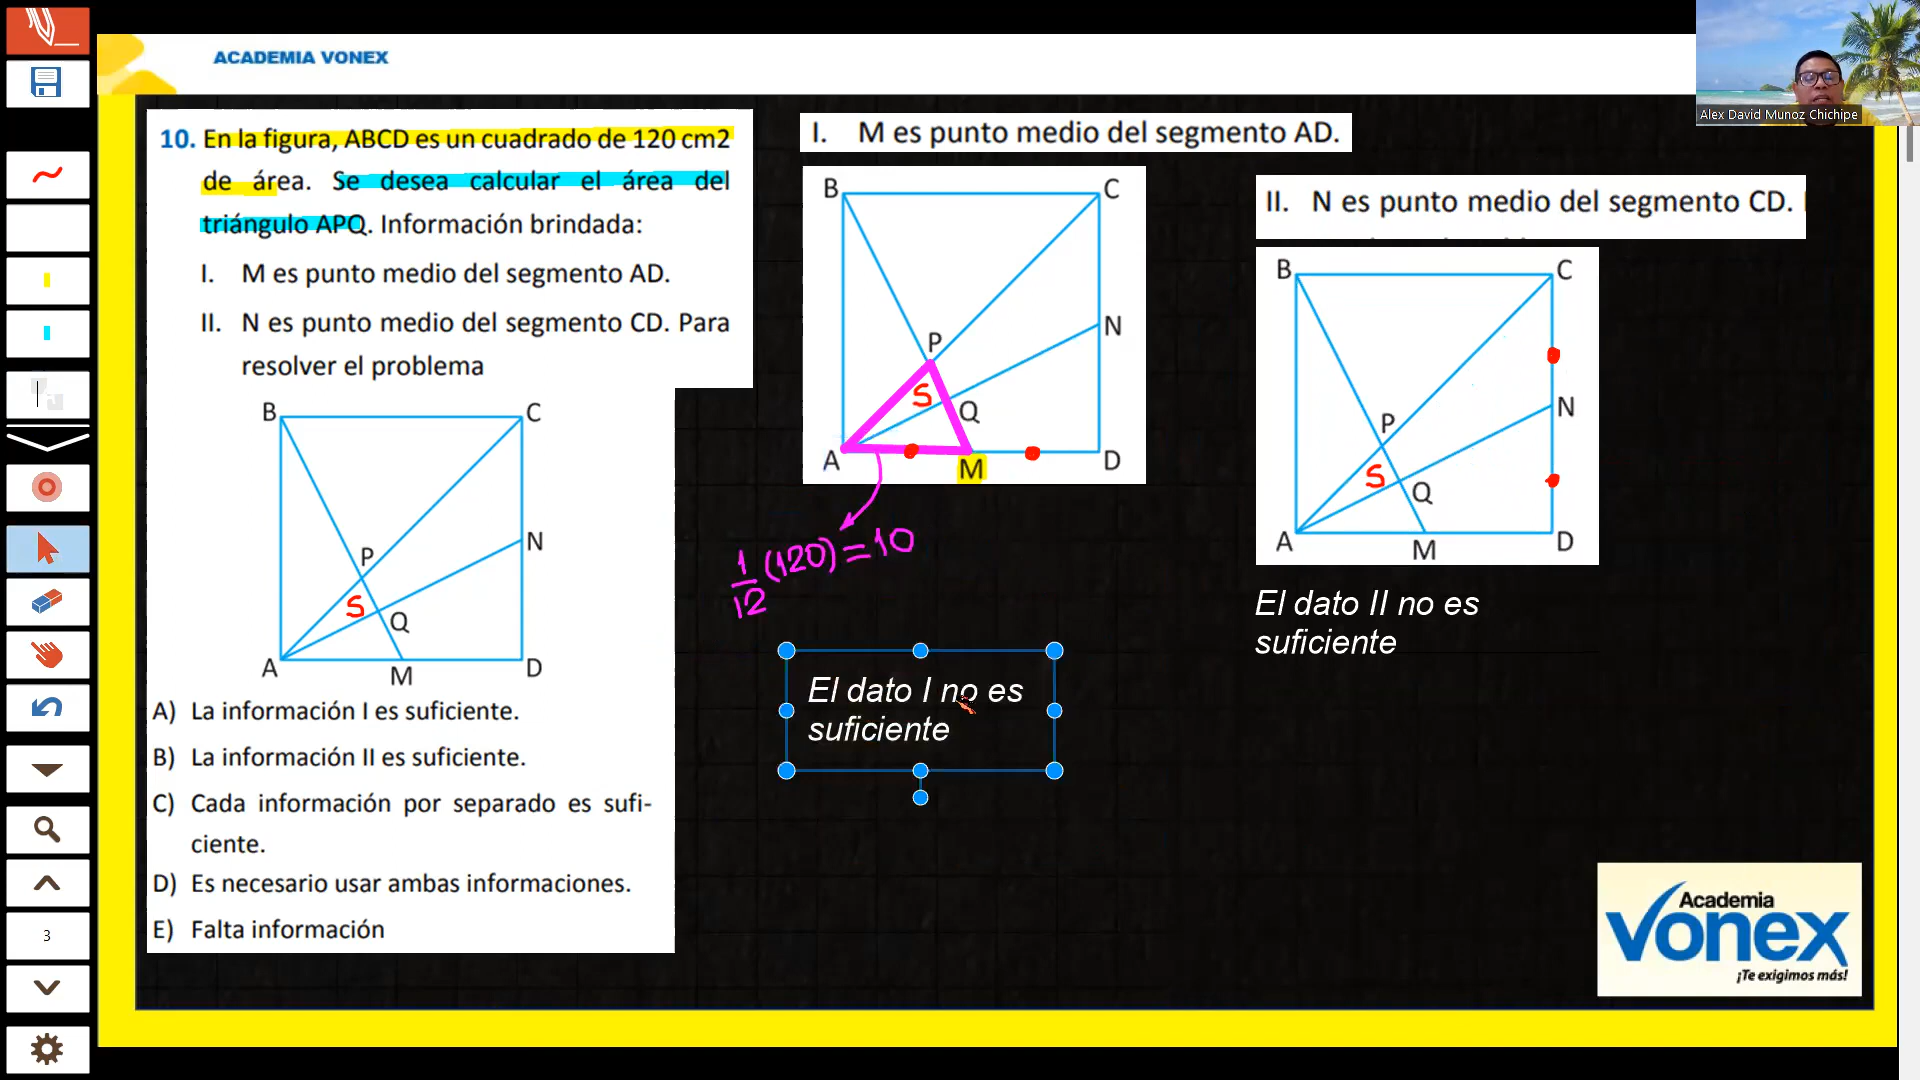 ACADEMIA VONEX
Alex David Munoz Chichipe
10. En la figura, ABCD es un cuadrado de 120 cm2
de área. Se desea calcular el área del
triángulo APQ. Información brindada:
I. M es punto medio del segmento AD.
II. N es punto medio del segmento CD. Para
resolver el problema
B
C
P
N
S
Q
A
M
D
A) La información I es suficiente.
B) La información II es suficiente.
C) Cada información por separado es sufi-
ciente.
D) Es necesario usar ambas informaciones.
E) Falta información
I. M es punto medio del segmento AD.
B
C
N
P
S
Q
A
M
D
1/12 (120) = 10
El dato I no es
suficiente
II. N es punto medio del segmento CD.
B
C
P
N
S
Q
A
M
D
El dato II no es
suficiente
Academia
Vonex
¡Te exigimos más!
3